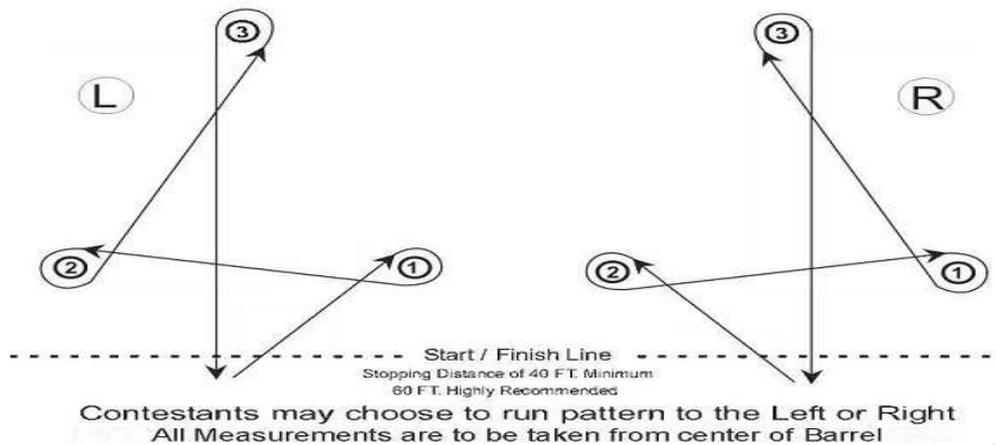 3
3
L
R
2
1
2
1
Start / Finish Line
Stopping Distance of 40 FT. Minimum
60 FT. Highly Recommended
Contestants may choose to run pattern to the Left or Right
All Measurements are to be taken from center of Barrel